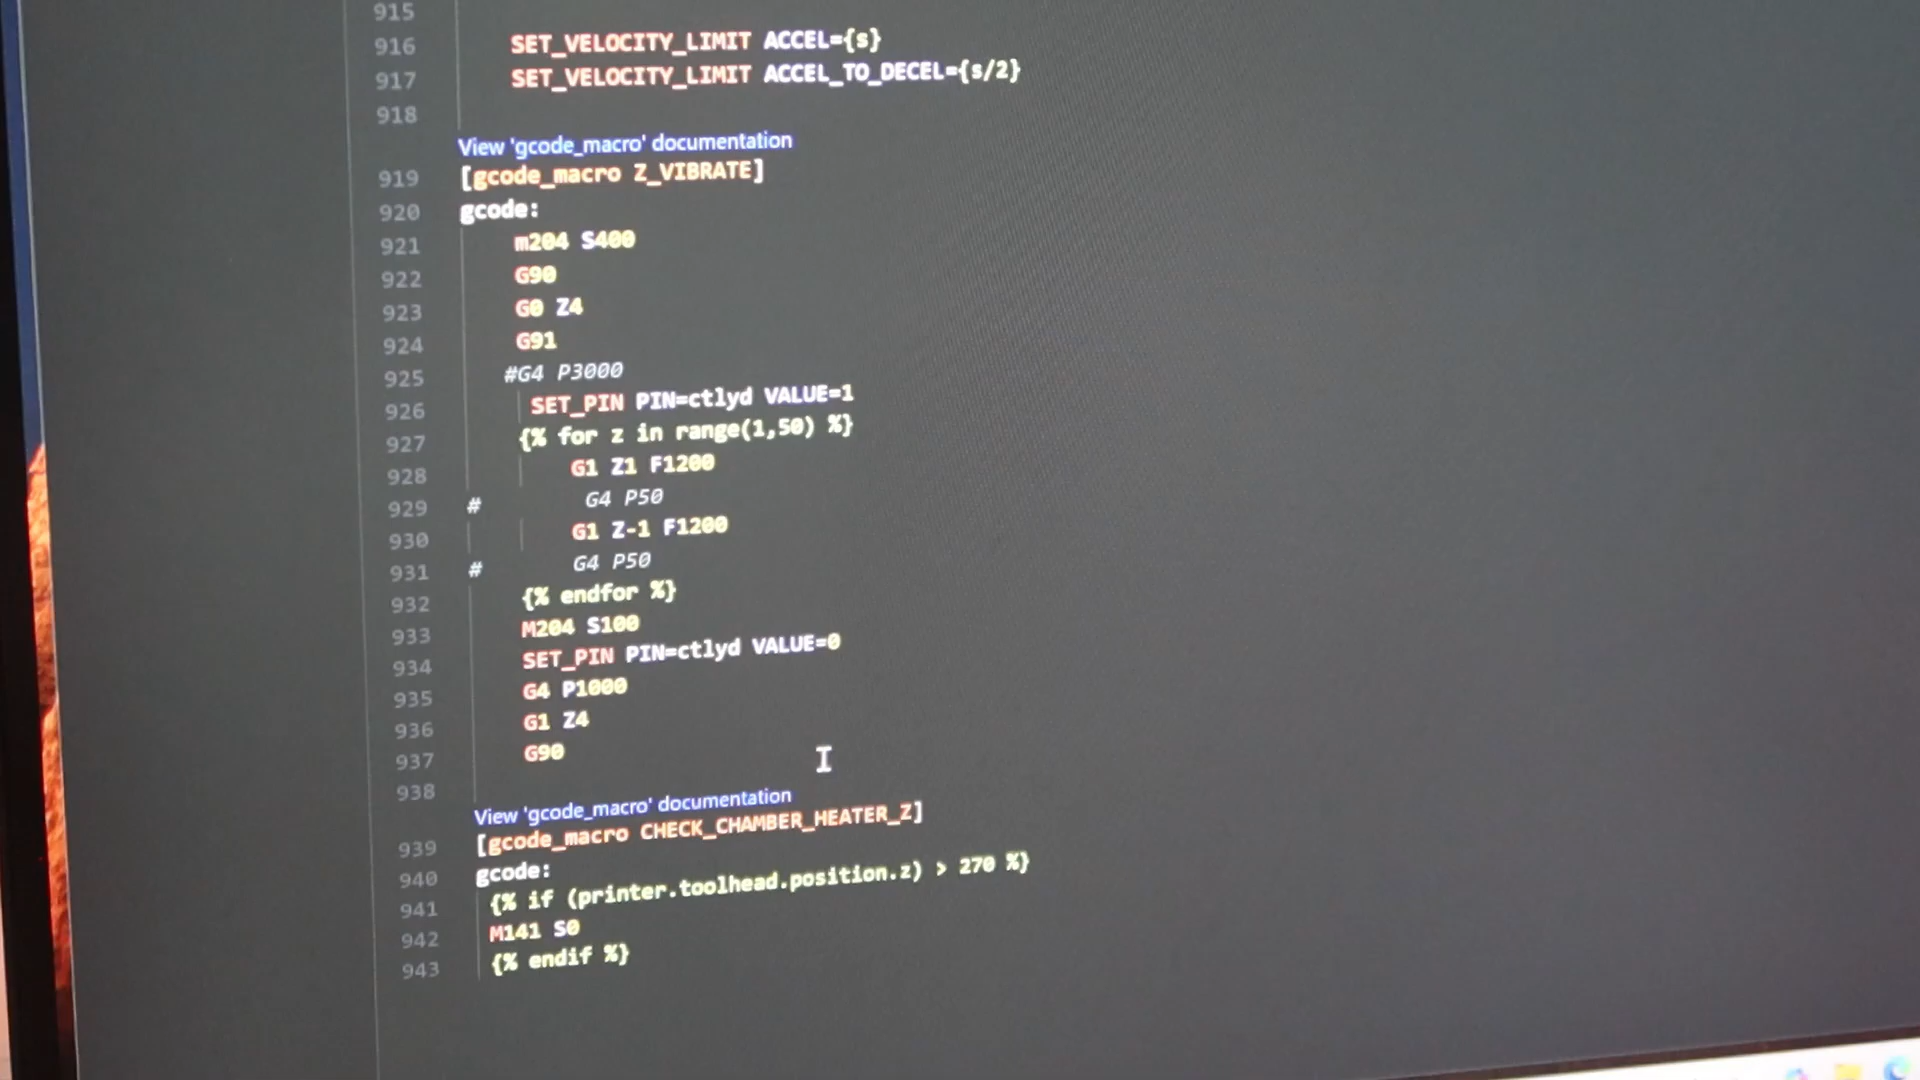 915
916 SET_VELOCITY_LIMIT ACCEL={s}
917 SET_VELOCITY_LIMIT ACCEL_TO_DECEL={s/2}
918
View 'gcode_macro' documentation
919 [gcode_macro Z_VIBRATE]
920 gcode:
921 m204 S400
922 G90
923 G0 Z4
924 G91
925 #G4 P3000
926 SET_PIN PIN=ctlyd VALUE=1
927 {% for z in range(1,50) %}
928 G1 Z1 F1200
929 # G4 P50
930 G1 Z-1 F1200
931 # G4 P50
932 {% endfor %}
933 M204 S100
934 SET_PIN PIN=ctlyd VALUE=0
935 G4 P1000
936 G1 Z4
937 G90
938
View 'gcode_macro' documentation
939 [gcode_macro CHECK_CHAMBER_HEATER_Z]
940 gcode:
941 {% if (printer.toolhead.position.z) > 270 %}
942 M141 S0
943 {% endif %}